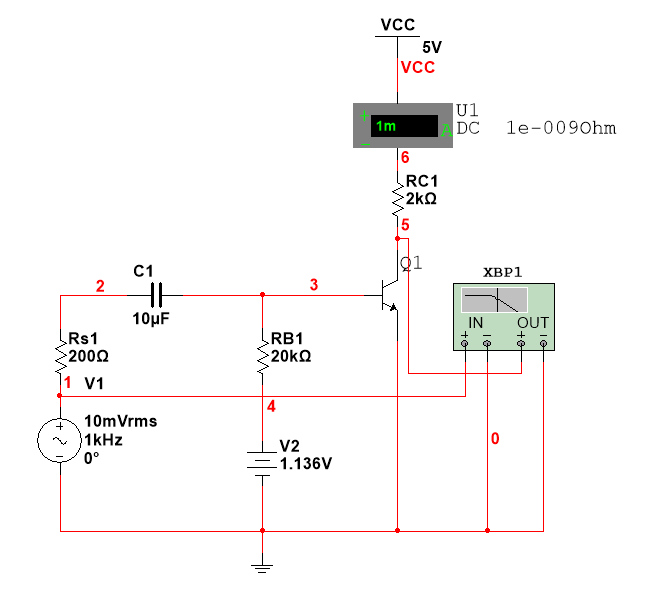 VCC
5V
VCC
U1
+
1m
A
DC 1e-009Ohm
−
6
RC1
2kΩ
5
Q1
XBP1
C1
2
3
10µF
IN OUT
+ − + −
Rs1
200Ω
RB1
20kΩ
1 V1
4
10mVrms
1kHz
0°
+
−
V2
1.136V
0